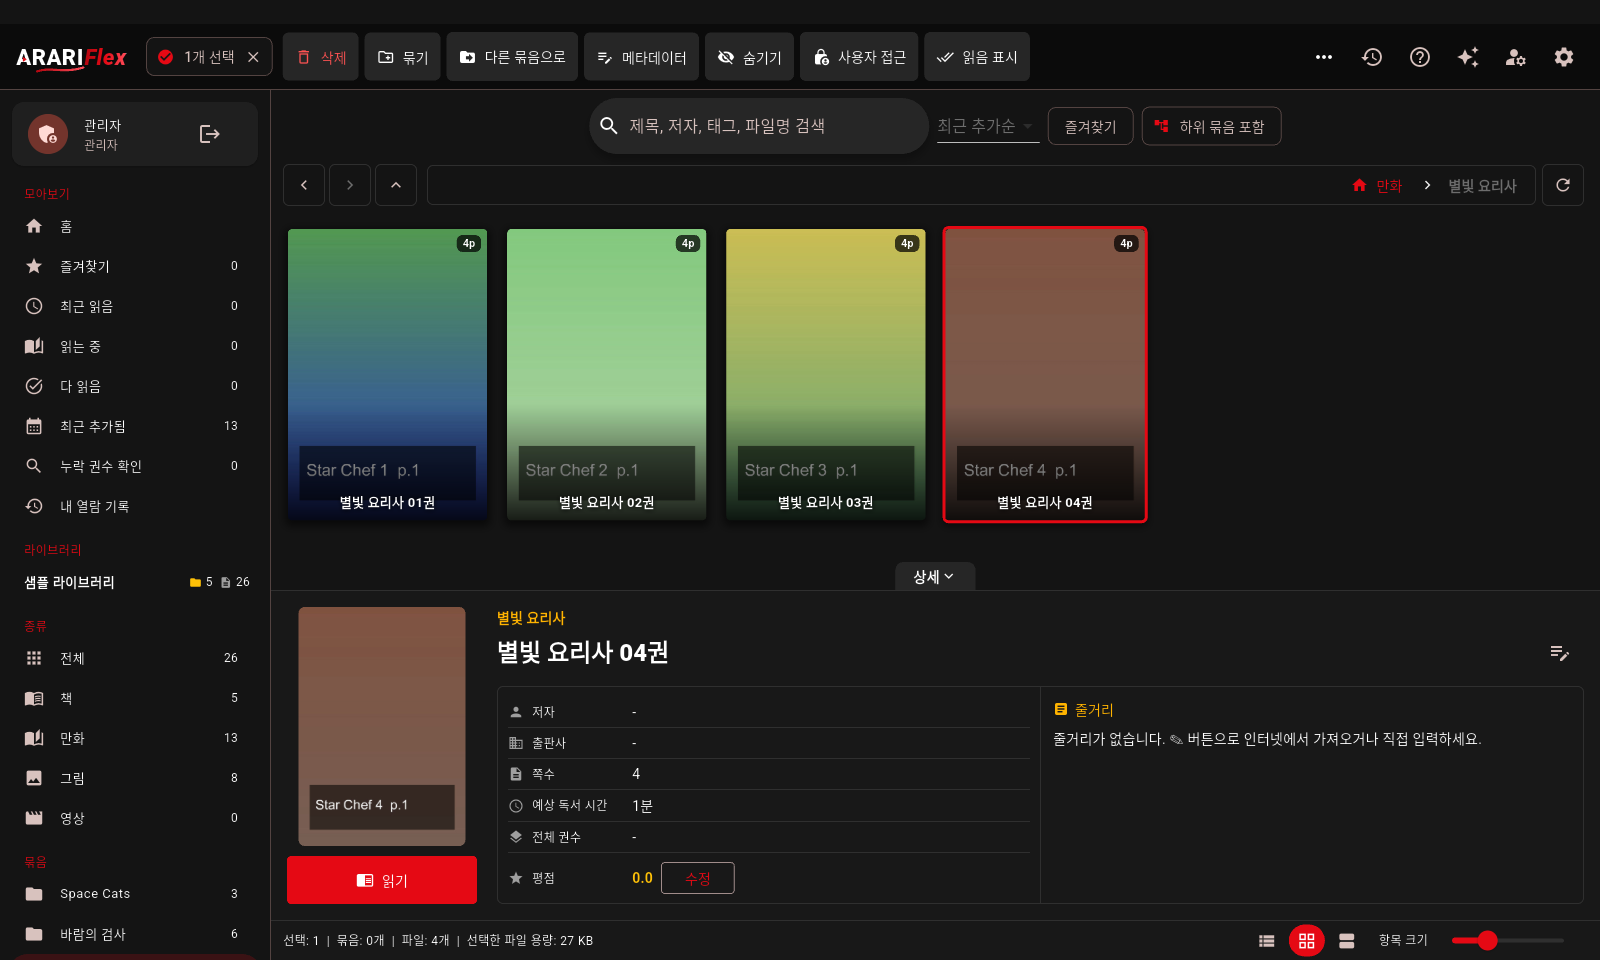 ARARIFlex
1개 선택
삭제
묶기
다른 묶음으로
메타데이터
숨기기
사용자 접근
읽음 표시
관리자
관리자
제목, 저자, 태그, 파일명 검색
최근 추가순
즐겨찾기
하위 묶음 포함
만화
별빛 요리사
모아보기
홈
즐겨찾기 0
최근 읽음 0
읽는 중 0
다 읽음 0
최근 추가됨 13
누락 권수 확인 0
내 열람 기록
라이브러리
샘플 라이브러리 5 26
종류
전체 26
책 5
만화 13
그림 8
영상 0
묶음
Space Cats 3
바람의 검사 6
4p
Star Chef 1 p.1
별빛 요리사 01권
4p
Star Chef 2 p.1
별빛 요리사 02권
4p
Star Chef 3 p.1
별빛 요리사 03권
4p
Star Chef 4 p.1
별빛 요리사 04권
상세
Star Chef 4 p.1
읽기
별빛 요리사
별빛 요리사 04권
저자 -
출판사 -
쪽수 4
예상 독서 시간 1분
전체 권수 -
평점 0.0 수정
줄거리
줄거리가 없습니다. ✎ 버튼으로 인터넷에서 가져오거나 직접 입력하세요.
선택: 1 | 묶음: 0개 | 파일: 4개 | 선택한 파일 용량: 27 KB
항목 크기